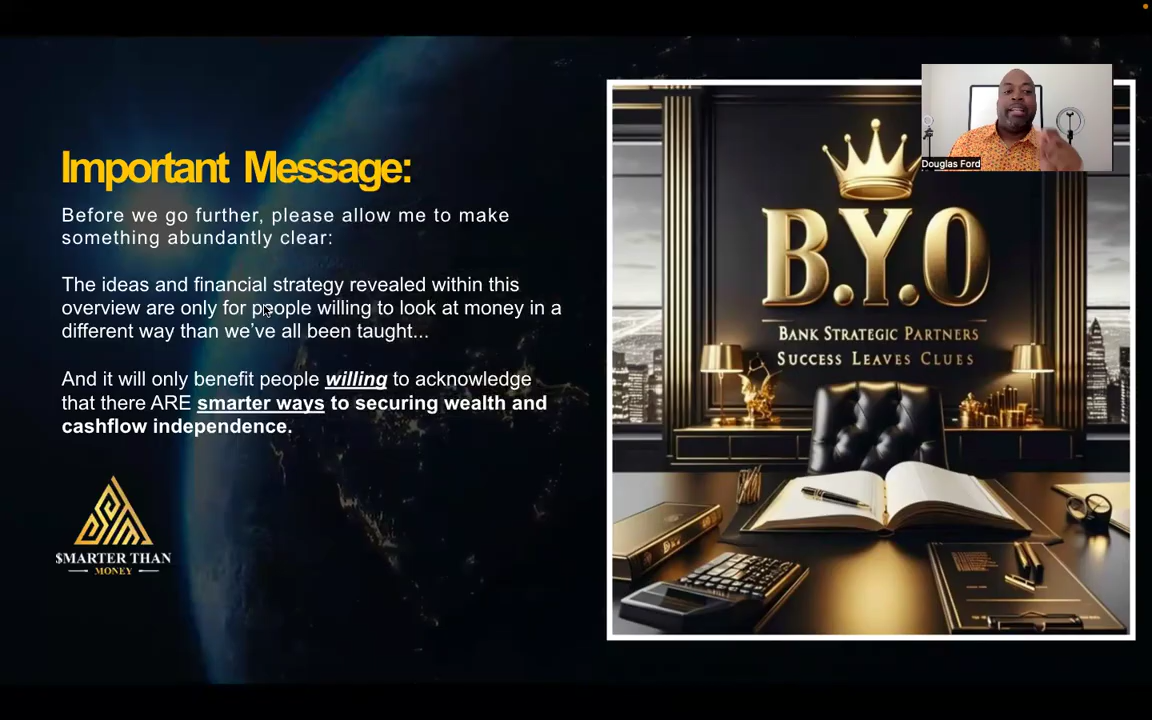 Important Message:
Before we go further, please allow me to make
something abundantly clear:
The ideas and financial strategy revealed within this
overview are only for people willing to look at money in a
different way than we've all been taught...
And it will only benefit people willing to acknowledge
that there ARE smarter ways to securing wealth and
cashflow independence.
$MARTER THAN
MONEY
Douglas Ford
B.Y.O
BANK STRATEGIC PARTNERS
SUCCESS LEAVES CLUES